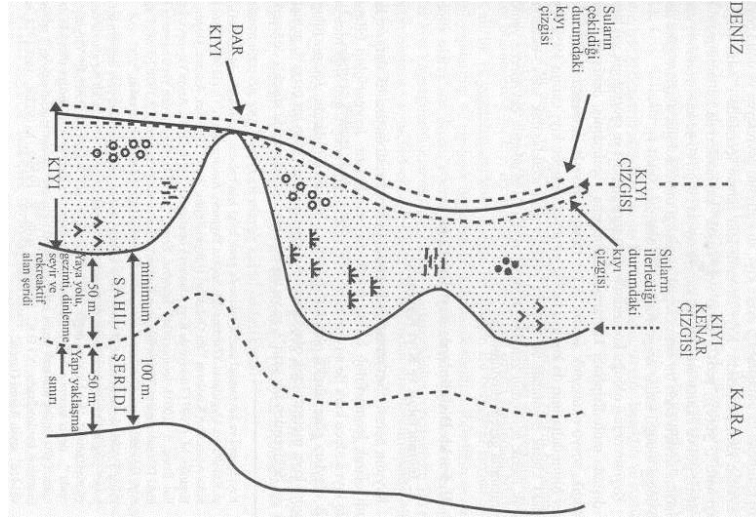 DENİZ
KARA
DAR
KIYI
Suların
çekildiği
durumdaki
kıyı
çizgisi
KIYI
ÇİZGİSİ
Suların
ilerlediği
durumdaki
kıyı
çizgisi
KIYI
KENAR
ÇİZGİSİ
KIYI
Yaya yolu,
gezinti, dinlenme
seyir ve
rekreaktif
alan şeridi
50 m.
50 m.
Yapı yaklaşma
sınırı
SAHİL ŞERİDİ
minimum 100 m.